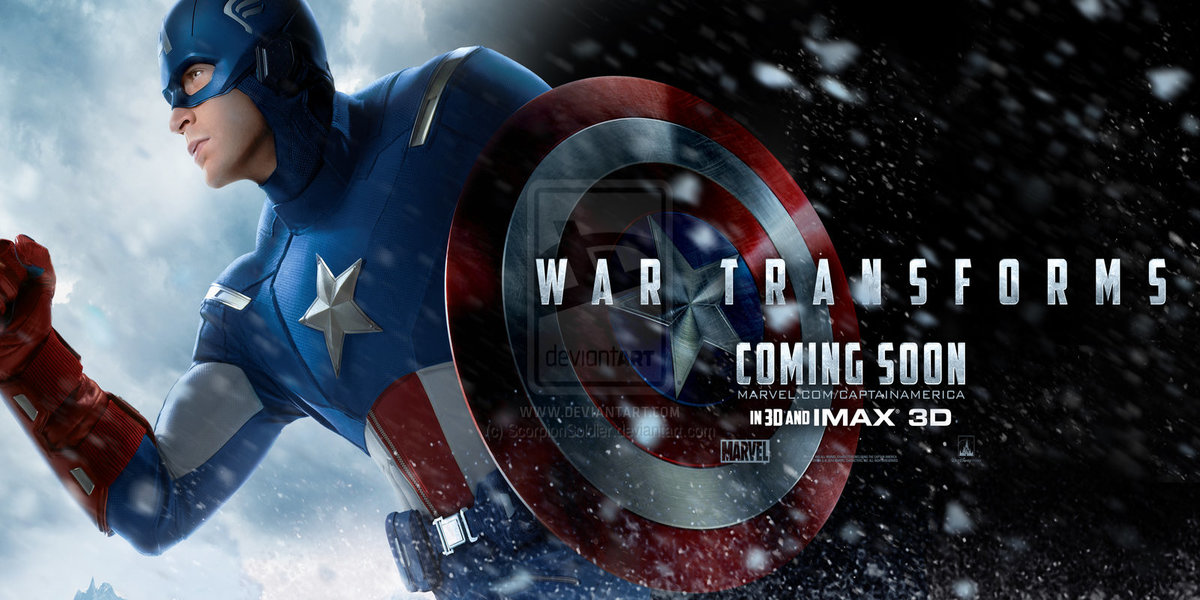 WAR TRANSFORMS
COMING SOON
MARVEL.COM/CAPTAINAMERICA
IN 3D AND IMAX® 3D
MARVEL
deviantART
WWW.DEVIANTART.COM
(c) ScorpionSoldier.deviantart.com